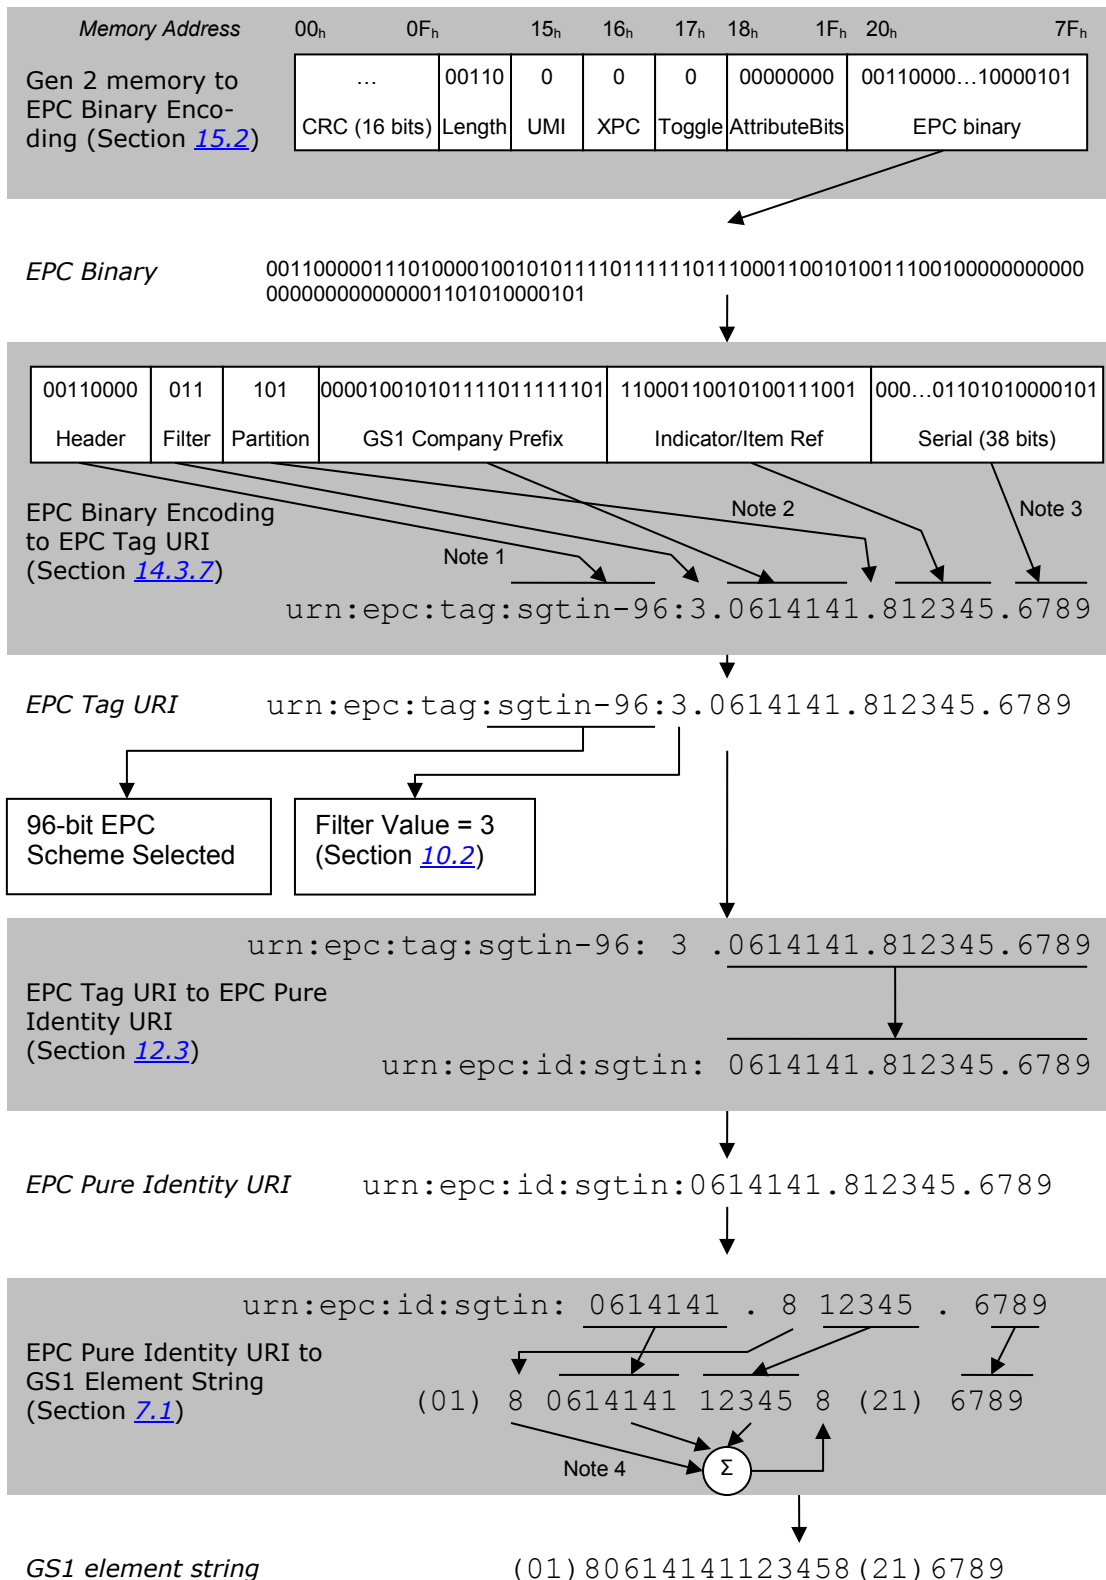 Memory Address 00h 0Fh 15h 16h 17h 18h 1Fh 20h 7Fh
Gen 2 memory to
EPC Binary Enco-
ding (Section 15.2)
… 00110 0 0 0 00000000 00110000…10000101
CRC (16 bits) Length UMI XPC Toggle AttributeBits EPC binary
EPC Binary
001100000111010000100101011110111111011100011001010011100100000000000
000000000000001101010000101
00110000 011 101 000010010101111011111101 11000110010100111001 000…01101010000101
Header Filter Partition GS1 Company Prefix Indicator/Item Ref Serial (38 bits)
EPC Binary Encoding
to EPC Tag URI
(Section 14.3.7)
Note 1
Note 2
Note 3
urn:epc:tag:sgtin-96:3.0614141.812345.6789
EPC Tag URI urn:epc:tag:sgtin-96:3.0614141.812345.6789
96-bit EPC
Scheme Selected
Filter Value = 3
(Section 10.2)
urn:epc:tag:sgtin-96: 3 .0614141.812345.6789
EPC Tag URI to EPC Pure
Identity URI
(Section 12.3)
urn:epc:id:sgtin: 0614141.812345.6789
EPC Pure Identity URI urn:epc:id:sgtin:0614141.812345.6789
urn:epc:id:sgtin: 0614141 . 8 12345 . 6789
EPC Pure Identity URI to
GS1 Element String
(Section 7.1)
(01) 8 0614141 12345 8 (21) 6789
Note 4 Σ
GS1 element string (01)80614141123458(21)6789